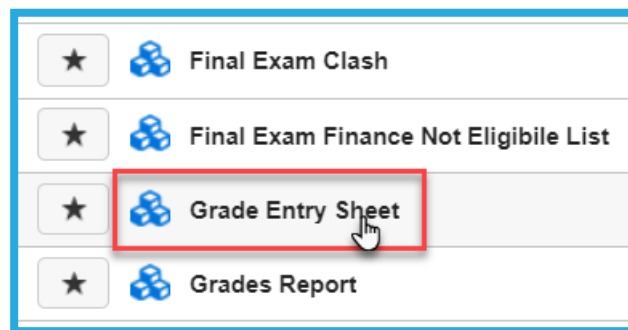 Final Exam Clash
Final Exam Finance Not Eligibile List
Grade Entry Sheet
Grades Report